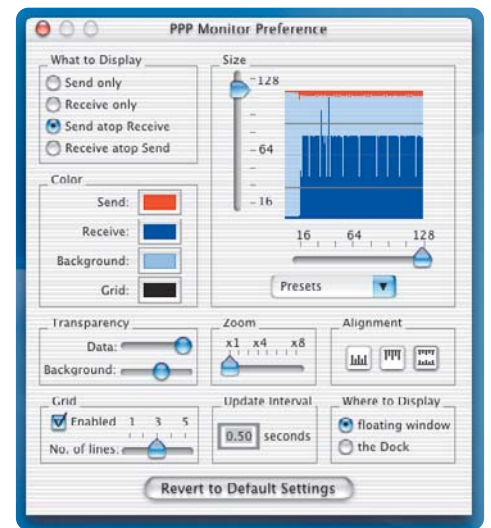 PPP Monitor Preference
What to Display
Send only
Receive only
Send atop Receive
Receive atop Send
Color
Send:
Receive:
Background:
Grid:
Size
128
64
16
16 64 128
Presets
Transparency
Data:
Background:
Zoom
x1 x4 x8
Alignment
Grid
Enabled 1 3 5
No. of lines:
Update Interval
0.50 seconds
Where to Display
floating window
the Dock
Revert to Default Settings